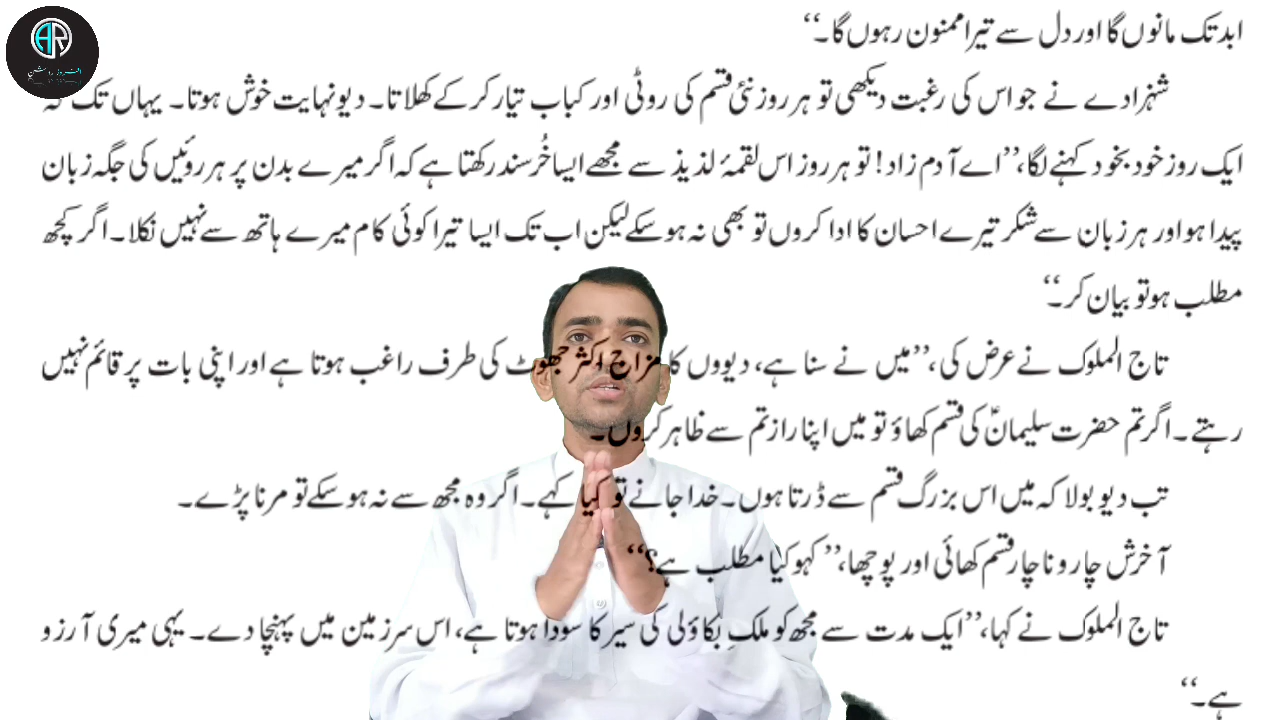 ابد تک مانوں گا اور دل سے تیرا ممنون رہوں گا۔“
شہزادے نے جو اس کی رغبت دیکھی تو ہر روز نئی قسم کی روٹی اور کباب تیار کر کے کھلاتا۔ دیو نہایت خوش ہوتا۔ یہاں تک کہ
ایک روز خود بخود کہنے لگا، ”اے آدم زاد! تو ہر روز اس لقمۂ لذیذ سے مجھے ایسا خُرسند رکھتا ہے کہ اگر میرے بدن پر ہر روئیں کی جگہ زبان
پیدا ہو اور ہر زبان سے شکر تیرے احسان کا ادا کروں تو بھی نہ ہو سکے لیکن اب تک ایسا تیرا کوئی کام میرے ہاتھ سے نہیں نکلا۔ اگر کچھ
مطلب ہو تو بیان کر۔“
تاج الملوک نے عرض کی، ”میں نے سنا ہے، دیووں کا مزاج اکثر جھوٹ کی طرف راغب ہوتا ہے اور اپنی بات پر قائم نہیں
رہتے۔ اگر تم حضرت سلیمانؑ کی قسم کھاؤ تو میں اپنا راز تم سے ظاہر کروں۔
تب دیو بولا کہ میں اس بزرگ قسم سے ڈرتا ہوں۔ خدا جانے تو کیا کہے۔ اگر وہ مجھ سے نہ ہو سکے تو مرنا پڑے۔
آخرش چار و ناچار قسم کھائی اور پوچھا، ”کہو کیا مطلب ہے؟“
تاج الملوک نے کہا، ”ایک مدت سے مجھ کو ملکِ بکاؤلی کی سیر کا سودا ہوتا ہے، اس سرزمین میں پہنچا دے۔ یہی میری آرزو
ہے۔“
AR
افروز روشن